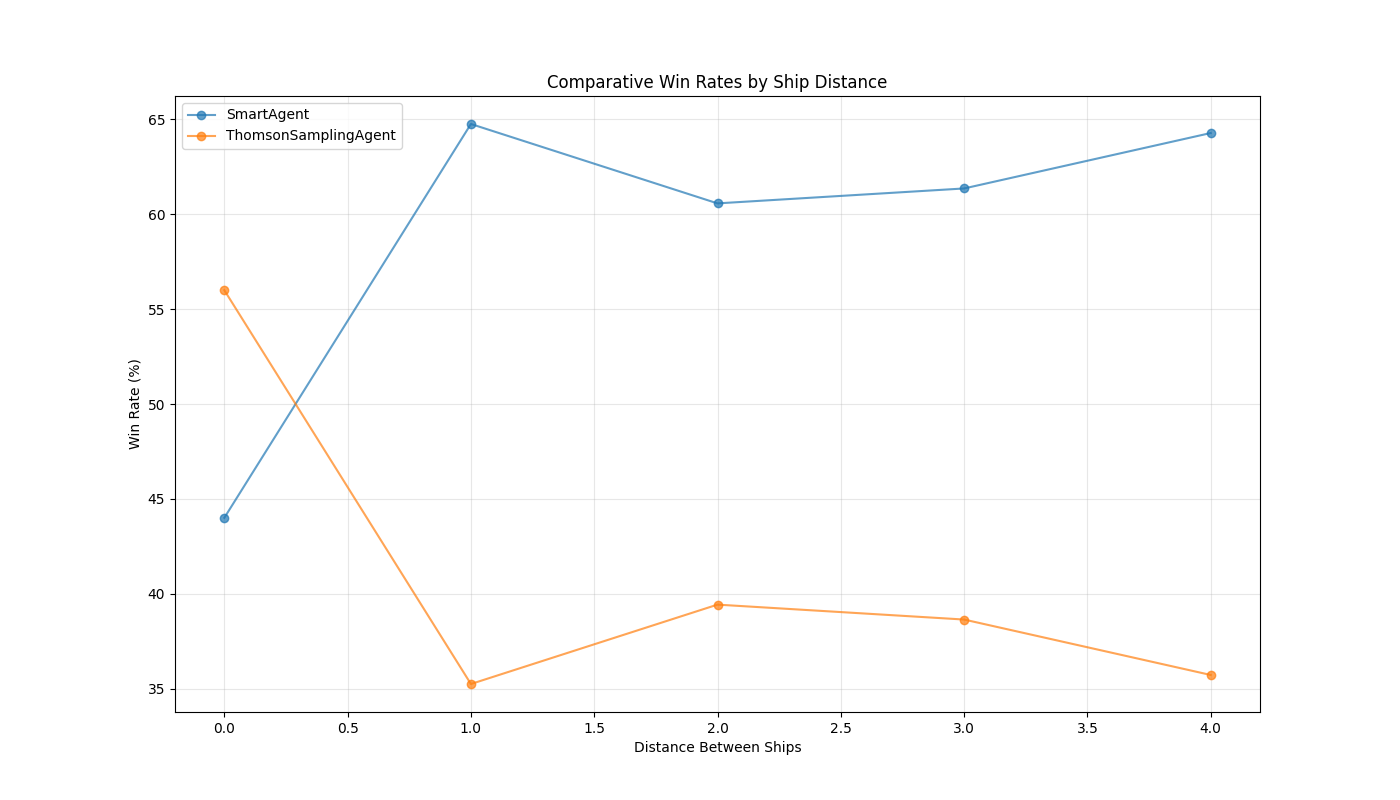 Comparative Win Rates by Ship Distance
SmartAgent
ThomsonSamplingAgent
Win Rate (%)
65
60
55
50
45
40
35
0.0 0.5 1.0 1.5 2.0 2.5 3.0 3.5 4.0
Distance Between Ships